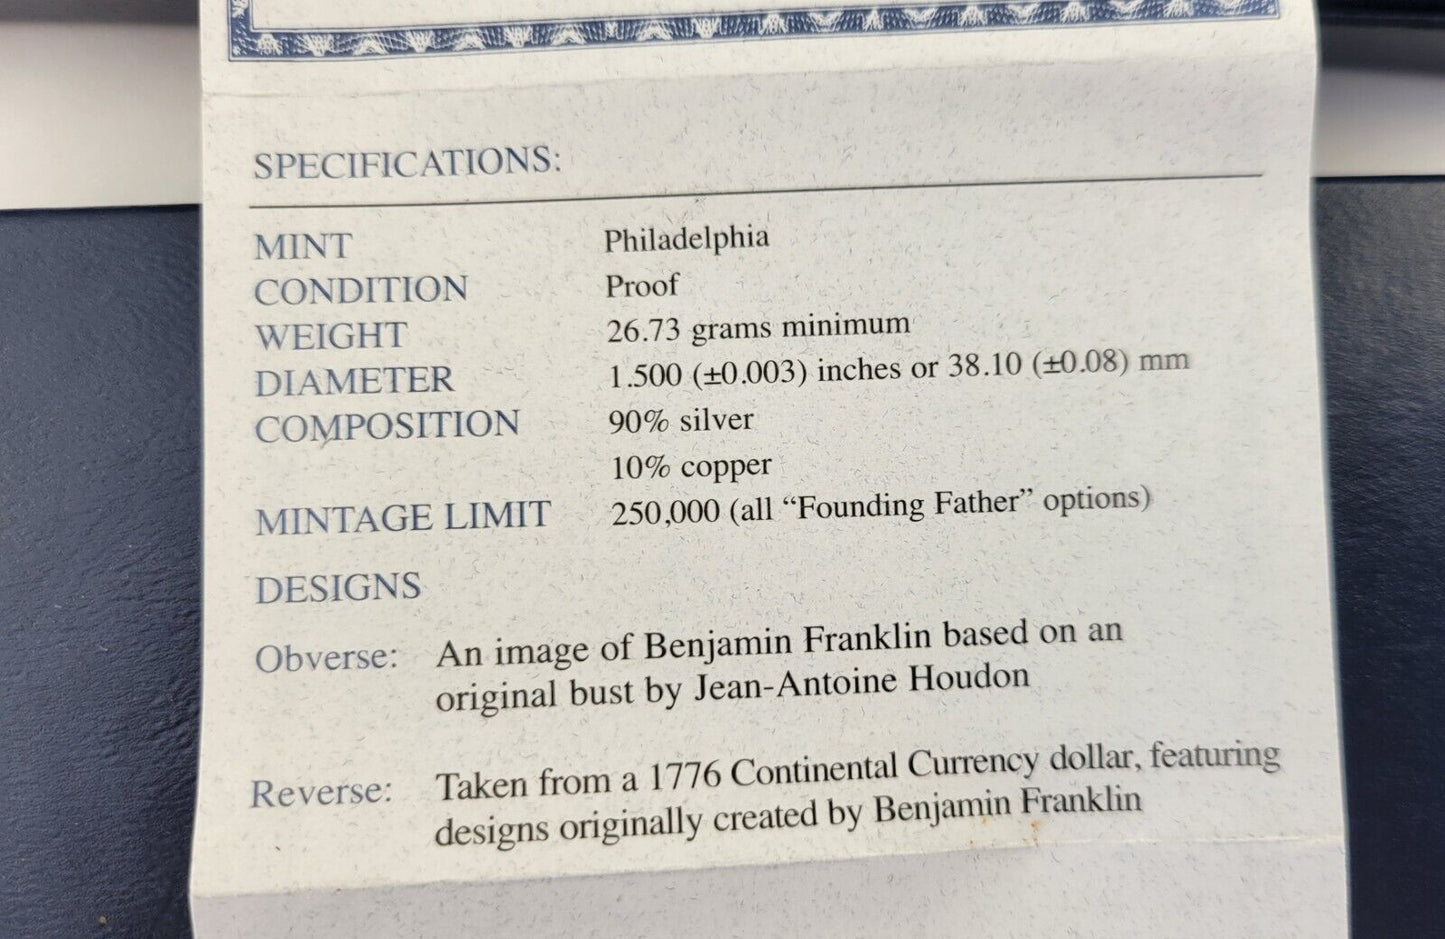 SPECIFICATIONS:
MINT Philadelphia
CONDITION Proof
WEIGHT 26.73 grams minimum
DIAMETER 1.500 (±0.003) inches or 38.10 (±0.08) mm
COMPOSITION 90% silver
10% copper
MINTAGE LIMIT 250,000 (all “Founding Father” options)
DESIGNS
Obverse: An image of Benjamin Franklin based on an
original bust by Jean-Antoine Houdon
Reverse: Taken from a 1776 Continental Currency dollar, featuring
designs originally created by Benjamin Franklin